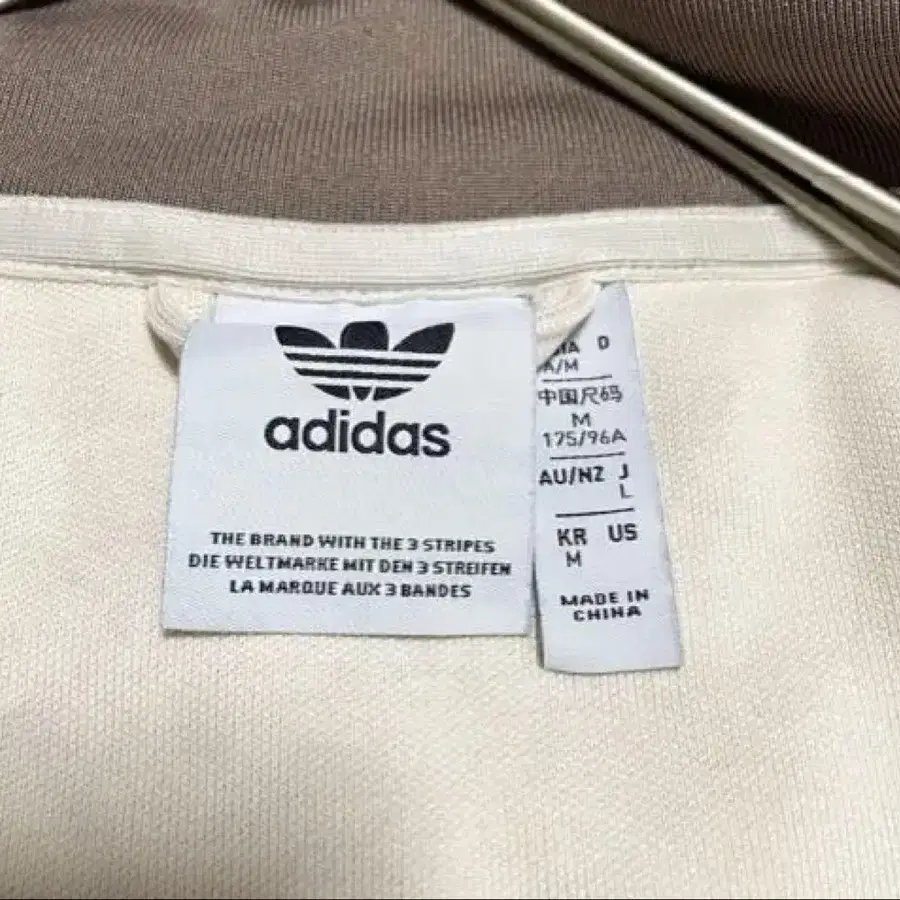 adidas
THE BRAND WITH THE 3 STRIPES
DIE WELTMARKE MIT DEN 3 STREIFEN
LA MARQUE AUX 3 BANDES
D
A/M
中国尺码
M
175/96A
AU/NZ J
L
KR US
M
MADE IN
CHINA